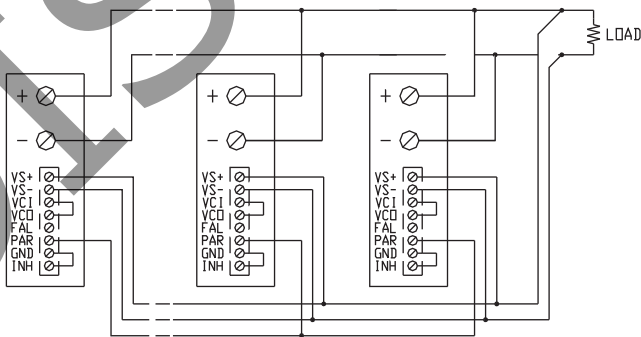 LOAD
+
−
VS+
VS-
VCI
VCO
FAL
PAR
GND
INH
+
−
VS+
VS-
VCI
VCO
FAL
PAR
GND
INH
+
−
VS+
VS-
VCI
VCO
FAL
PAR
GND
INH